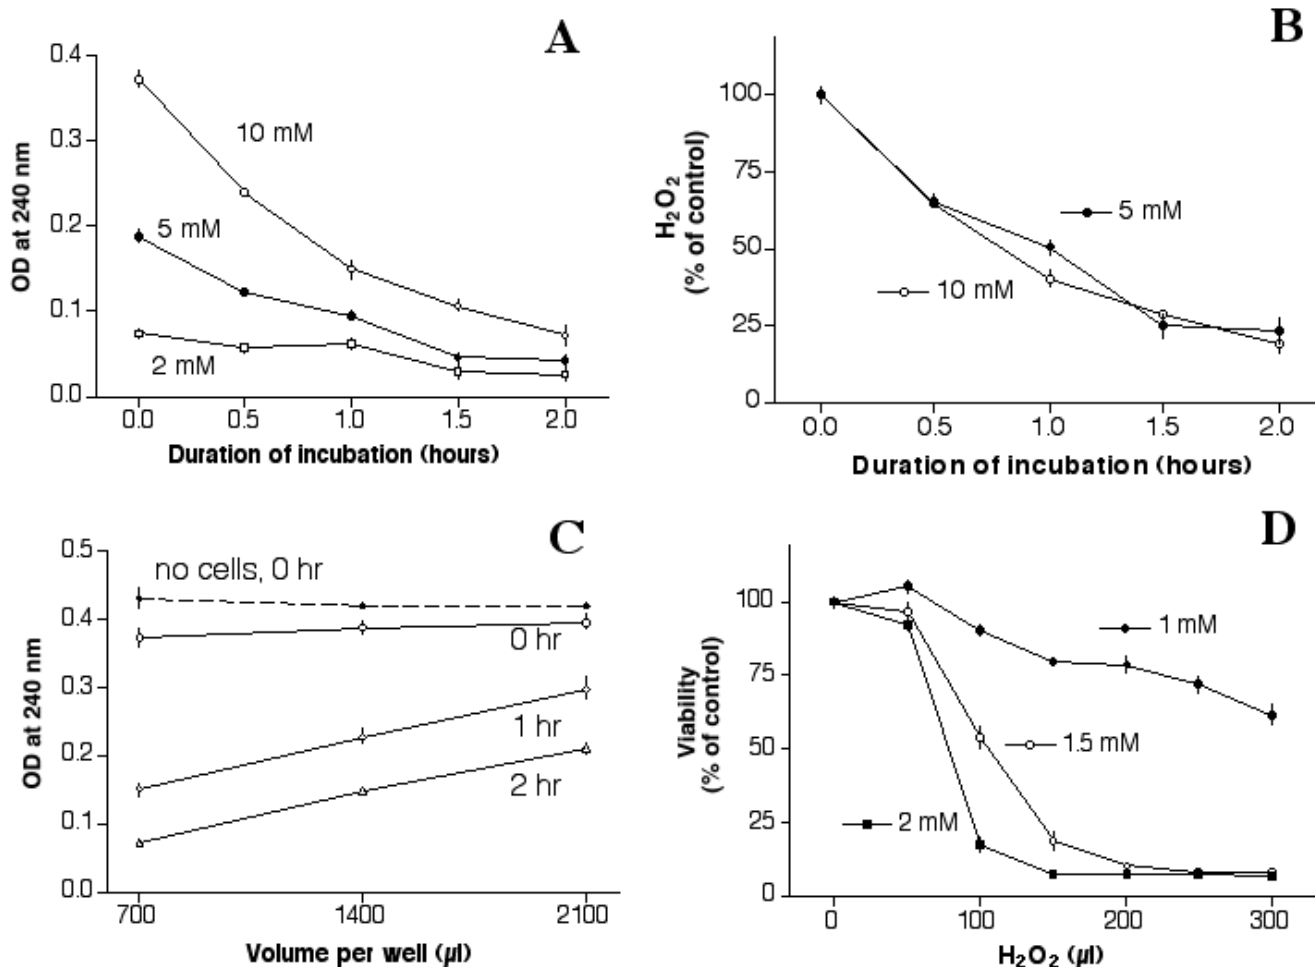 A
0.4
0.3
0.2
0.1
0.0
OD at 240 nm
10 mM
5 mM
2 mM
0.0 0.5 1.0 1.5 2.0
Duration of incubation (hours)
B
100
75
50
25
0
H2O2
(% of control)
5 mM
10 mM
0.0 0.5 1.0 1.5 2.0
Duration of incubation (hours)
C
0.5
0.4
0.3
0.2
0.1
0.0
OD at 240 nm
no cells, 0 hr
0 hr
1 hr
2 hr
700 1400 2100
Volume per well (µl)
D
100
75
50
25
0
Viability
(% of control)
1 mM
1.5 mM
2 mM
0 100 200 300
H2O2 (µl)